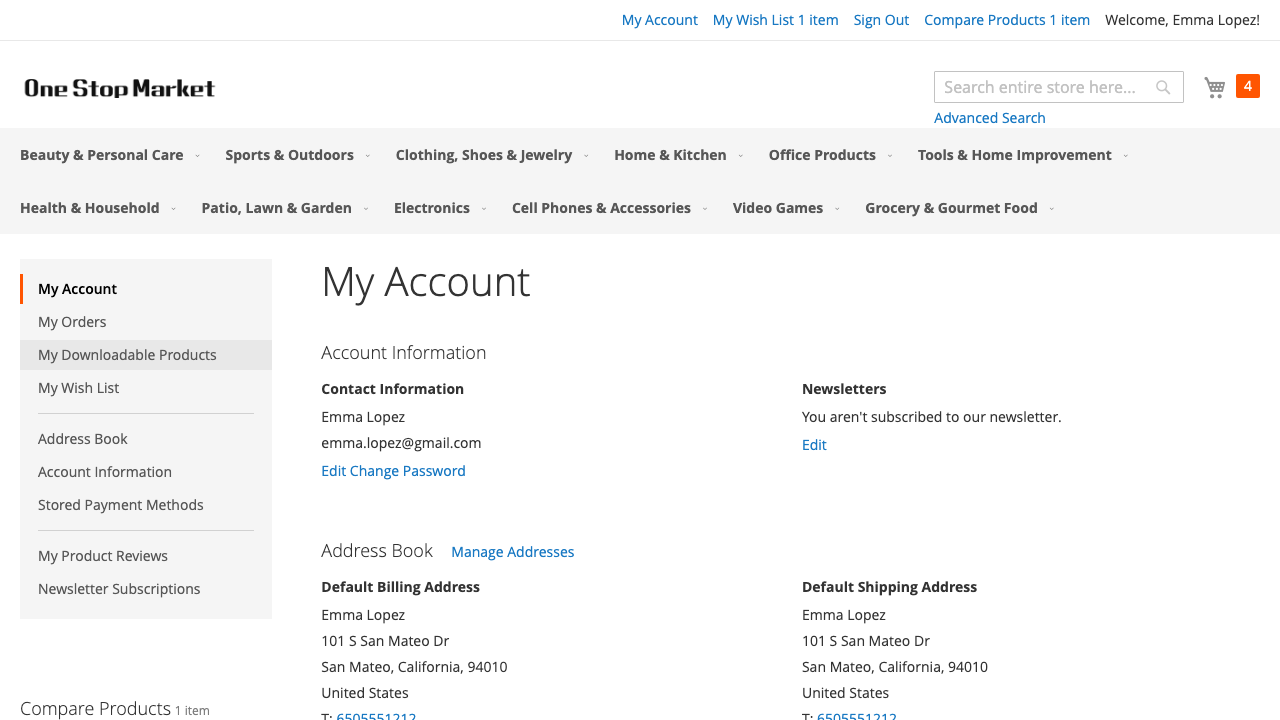 My Account My Wish List 1 item Sign Out Compare Products 1 item Welcome, Emma Lopez!
One Stop Market
Search entire store here...
4
Advanced Search
Beauty & Personal Care Sports & Outdoors Clothing, Shoes & Jewelry Home & Kitchen Office Products Tools & Home Improvement
Health & Household Patio, Lawn & Garden Electronics Cell Phones & Accessories Video Games Grocery & Gourmet Food
My Account
My Orders
My Downloadable Products
My Wish List
Address Book
Account Information
Stored Payment Methods
My Product Reviews
Newsletter Subscriptions
Compare Products 1 item
My Account
Account Information
Contact Information
Emma Lopez
emma.lopez@gmail.com
Edit Change Password
Newsletters
You aren't subscribed to our newsletter.
Edit
Address Book Manage Addresses
Default Billing Address
Emma Lopez
101 S San Mateo Dr
San Mateo, California, 94010
United States
T: 6505551212
Default Shipping Address
Emma Lopez
101 S San Mateo Dr
San Mateo, California, 94010
United States
T: 6505551212